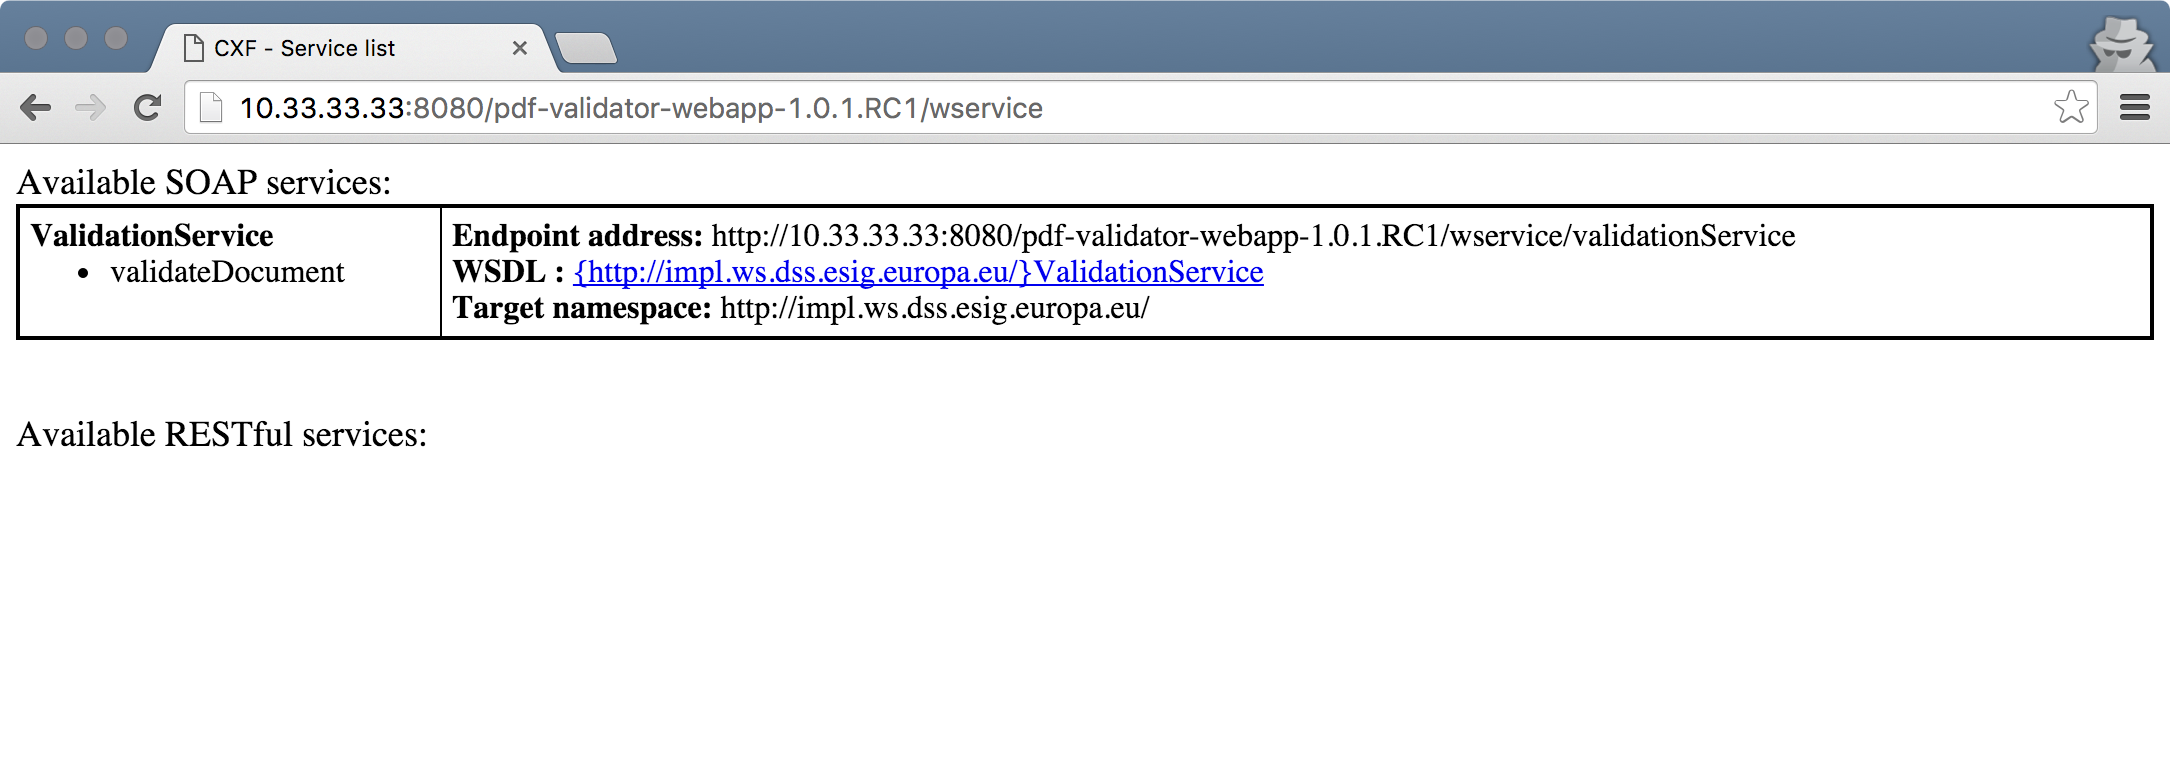 CXF - Service list
10.33.33.33:8080/pdf-validator-webapp-1.0.1.RC1/wservice
Available SOAP services:
ValidationService
• validateDocument
Endpoint address: http://10.33.33.33:8080/pdf-validator-webapp-1.0.1.RC1/wservice/validationService
WSDL : {http://impl.ws.dss.esig.europa.eu/}ValidationService
Target namespace: http://impl.ws.dss.esig.europa.eu/
Available RESTful services: